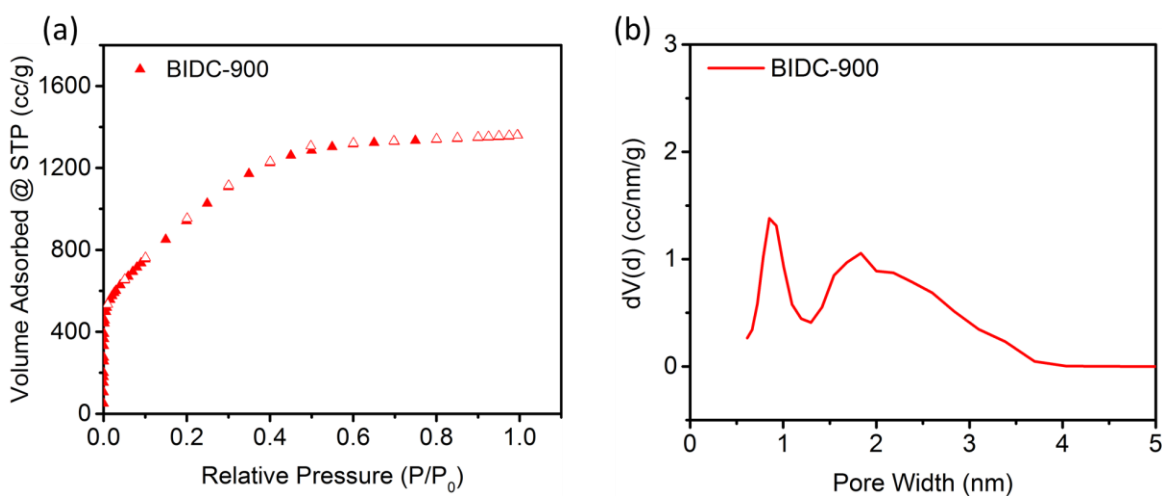 (a)
BIDC-900
Volume Adsorbed @ STP (cc/g)
1600
1200
800
400
0
0.0 0.2 0.4 0.6 0.8 1.0
Relative Pressure (P/P₀)
(b)
BIDC-900
dV(d) (cc/nm/g)
3
2
1
0
0 1 2 3 4 5
Pore Width (nm)